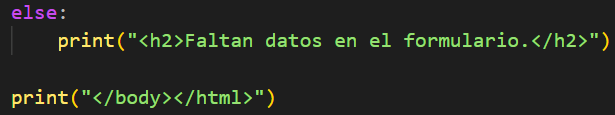 else:
    print("<h2>Faltan datos en el formulario.</h2>")
print("</body></html>")